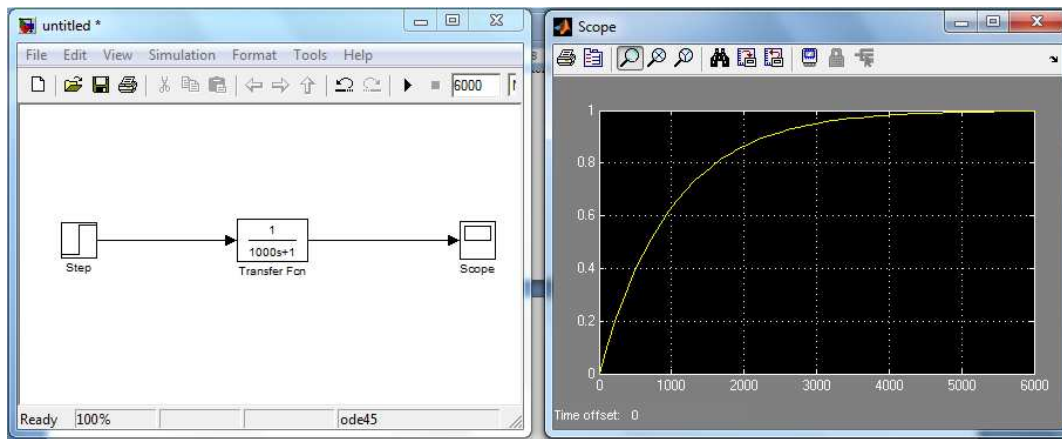 untitled *
File Edit View Simulation Format Tools Help
6000
Step
1
1000s+1
Transfer Fcn
Scope
Ready 100% ode45
Scope
1
0.8
0.6
0.4
0.2
0
0 1000 2000 3000 4000 5000 6000
Time offset: 0